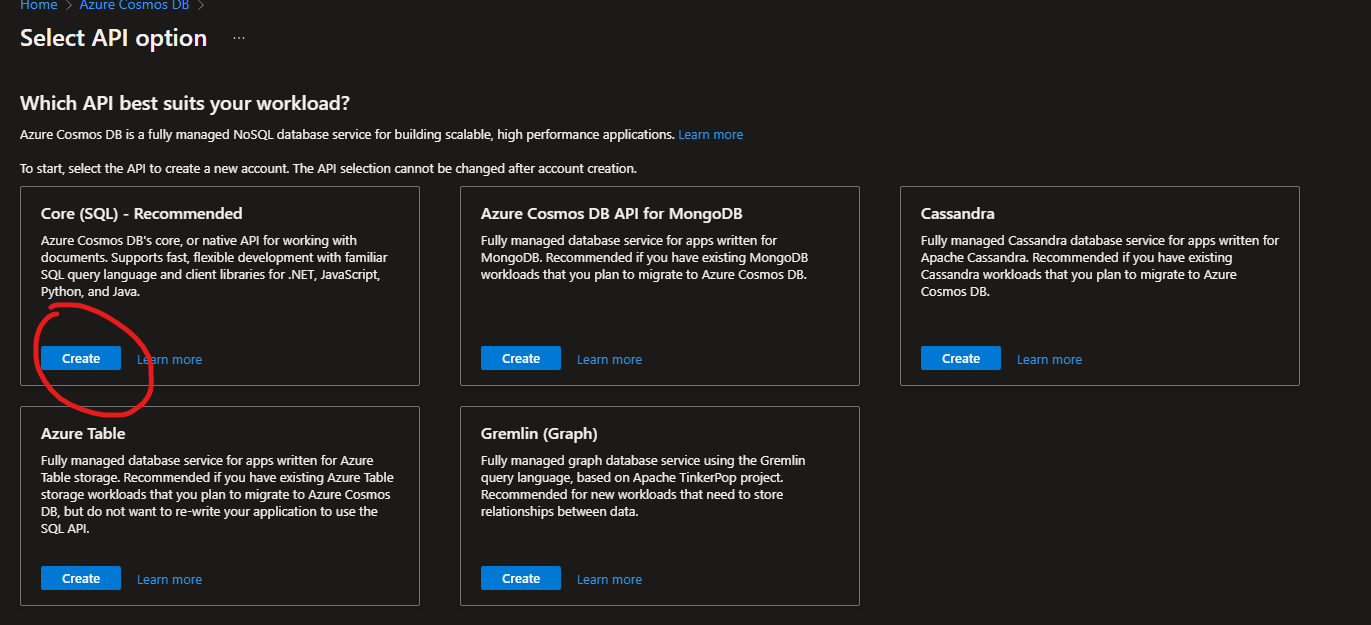 Home > Azure Cosmos DB >
Select API option ...
Which API best suits your workload?
Azure Cosmos DB is a fully managed NoSQL database service for building scalable, high performance applications. Learn more
To start, select the API to create a new account. The API selection cannot be changed after account creation.
Core (SQL) - Recommended
Azure Cosmos DB's core, or native API for working with
documents. Supports fast, flexible development with familiar
SQL query language and client libraries for .NET, JavaScript,
Python, and Java.
Create Learn more
Azure Cosmos DB API for MongoDB
Fully managed database service for apps written for
MongoDB. Recommended if you have existing MongoDB
workloads that you plan to migrate to Azure Cosmos DB.
Create Learn more
Cassandra
Fully managed Cassandra database service for apps written for
Apache Cassandra. Recommended if you have existing
Cassandra workloads that you plan to migrate to Azure
Cosmos DB.
Create Learn more
Azure Table
Fully managed database service for apps written for Azure
Table storage. Recommended if you have existing Azure Table
storage workloads that you plan to migrate to Azure Cosmos
DB, but do not want to re-write your application to use the
SQL API.
Create Learn more
Gremlin (Graph)
Fully managed graph database service using the Gremlin
query language, based on Apache TinkerPop project.
Recommended for new workloads that need to store
relationships between data.
Create Learn more